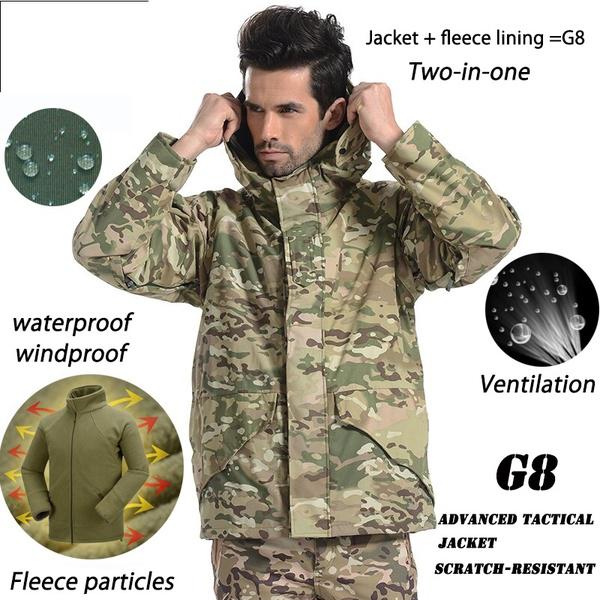 Jacket + fleece lining =G8
Two-in-one
waterproof
windproof
Ventilation
G8
ADVANCED TACTICAL
JACKET
SCRATCH-RESISTANT
Fleece particles